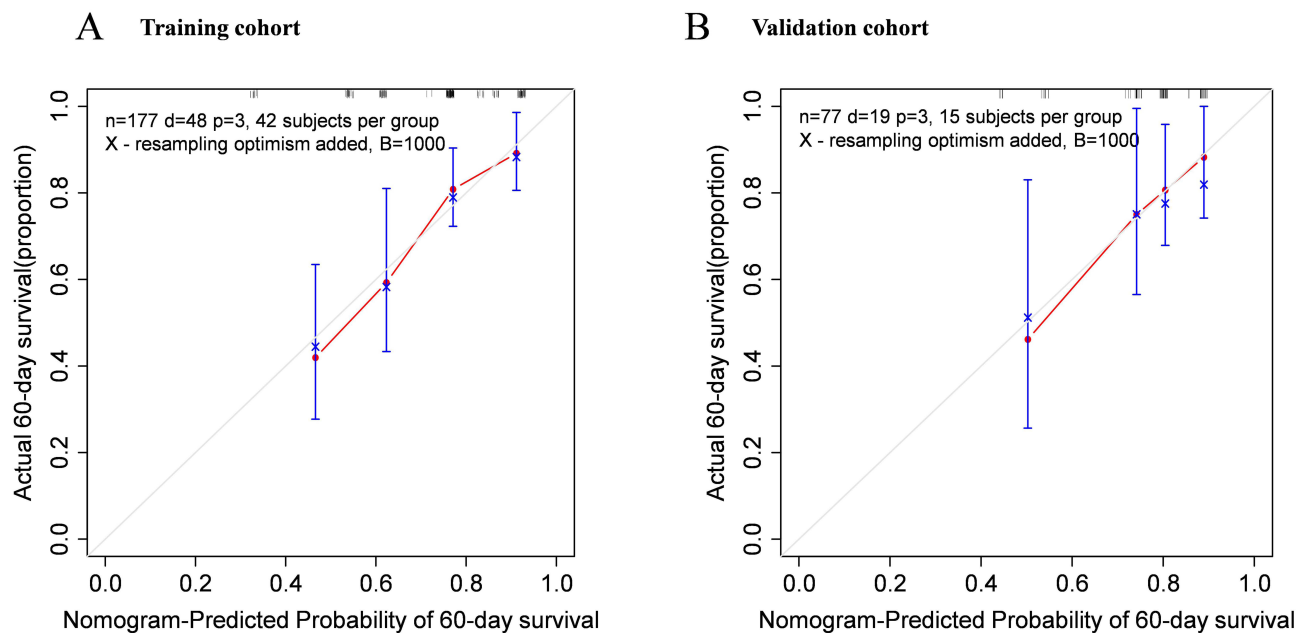 A Training cohort
n=177 d=48 p=3, 42 subjects per group
X - resampling optimism added, B=1000
Actual 60-day survival(proportion)
1.0
0.8
0.6
0.4
0.2
0.0
0.0 0.2 0.4 0.6 0.8 1.0
Nomogram-Predicted Probability of 60-day survival
B Validation cohort
n=77 d=19 p=3, 15 subjects per group
X - resampling optimism added, B=1000
Actual 60-day survival(proportion)
1.0
0.8
0.6
0.4
0.2
0.0
0.0 0.2 0.4 0.6 0.8 1.0
Nomogram-Predicted Probability of 60-day survival